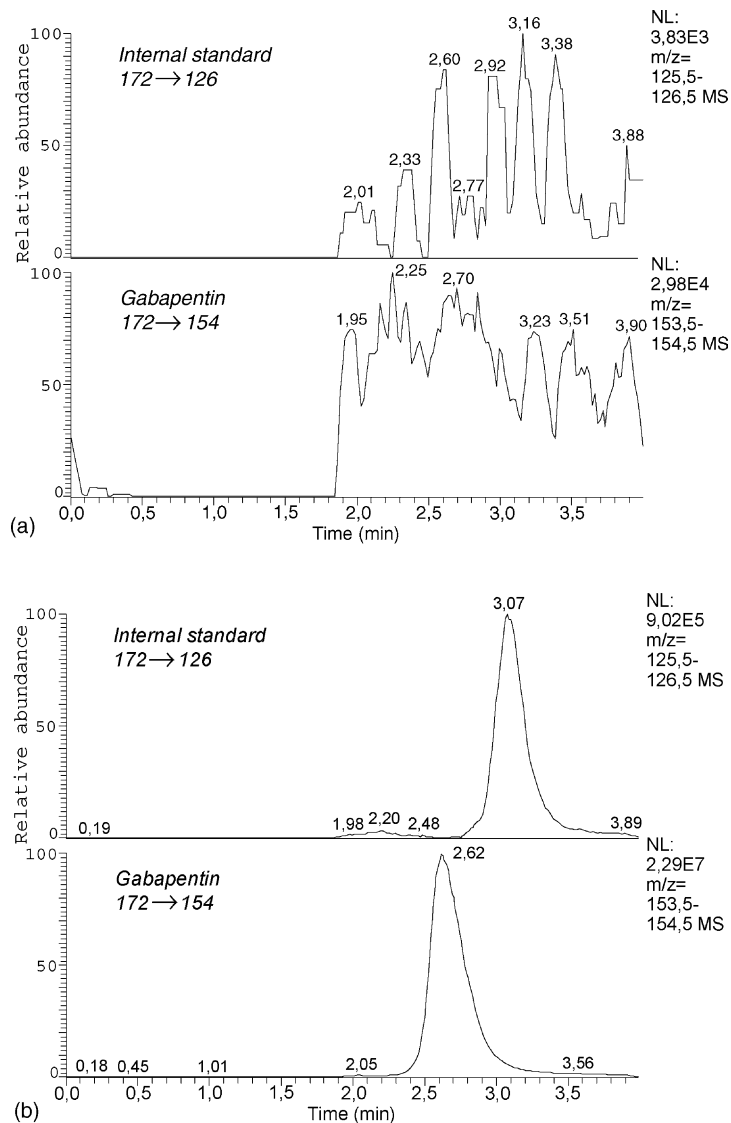 NL:
3,83E3
m/z=
125,5-
126,5 MS
Internal standard
172→126
Relative abundance
100
50
0
2,01
2,33
2,60
2,77
2,92
3,16
3,38
3,88
NL:
2,98E4
m/z=
153,5-
154,5 MS
Gabapentin
172→154
100
50
0
1,95
2,25
2,70
3,23
3,51
3,90
0,0 0,5 1,0 1,5 2,0 2,5 3,0 3,5
Time (min)
(a)
NL:
9,02E5
m/z=
125,5-
126,5 MS
Internal standard
172→126
Relative abundance
100
50
0
0,19
1,98
2,20
2,48
3,07
3,89
NL:
2,29E7
m/z=
153,5-
154,5 MS
Gabapentin
172→154
100
50
0
0,18
0,45
1,01
2,05
2,62
3,56
0,0 0,5 1,0 1,5 2,0 2,5 3,0 3,5
Time (min)
(b)